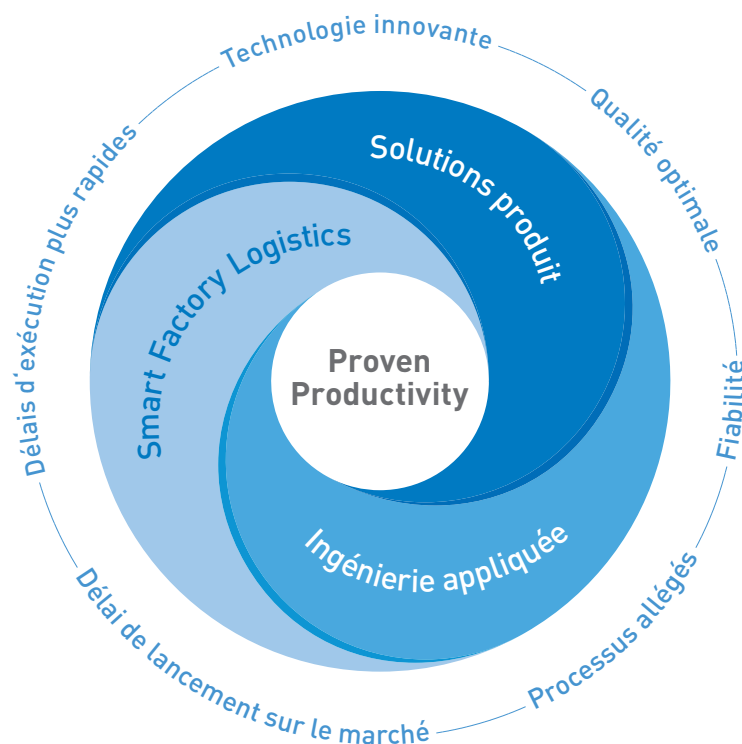 Technologie innovante
Qualité optimale
Fiabilité
Processus allégés
Délai de lancement sur le marché
Délais d‘exécution plus rapides
Solutions produit
Smart Factory Logistics
Ingénierie appliquée
Proven
Productivity